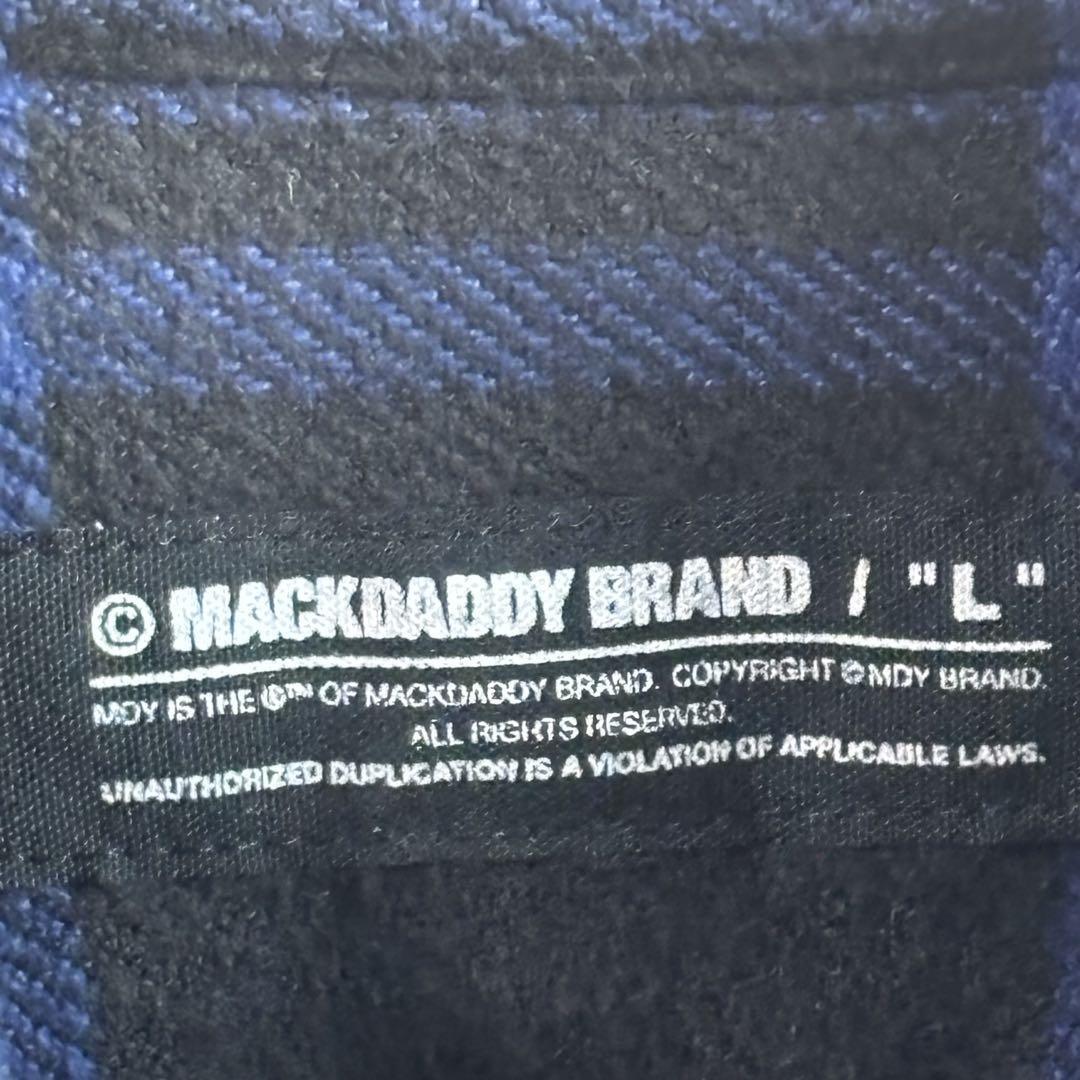 © MACKDADDY BRAND / "L"
MDY IS THE OF MACKDADDY BRAND. COPYRIGHT © MDY BRAND.
ALL RIGHTS RESERVED.
UNAUTHORIZED DUPLICATION IS A VIOLATION OF APPLICABLE LAWS.